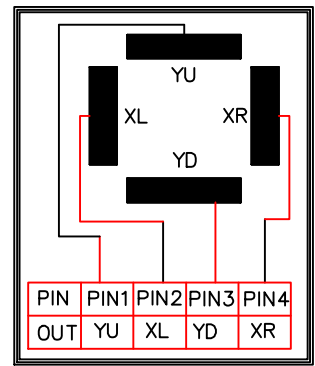 YU
XL XR
YD
PIN PIN1 PIN2 PIN3 PIN4
OUT YU XL YD XR